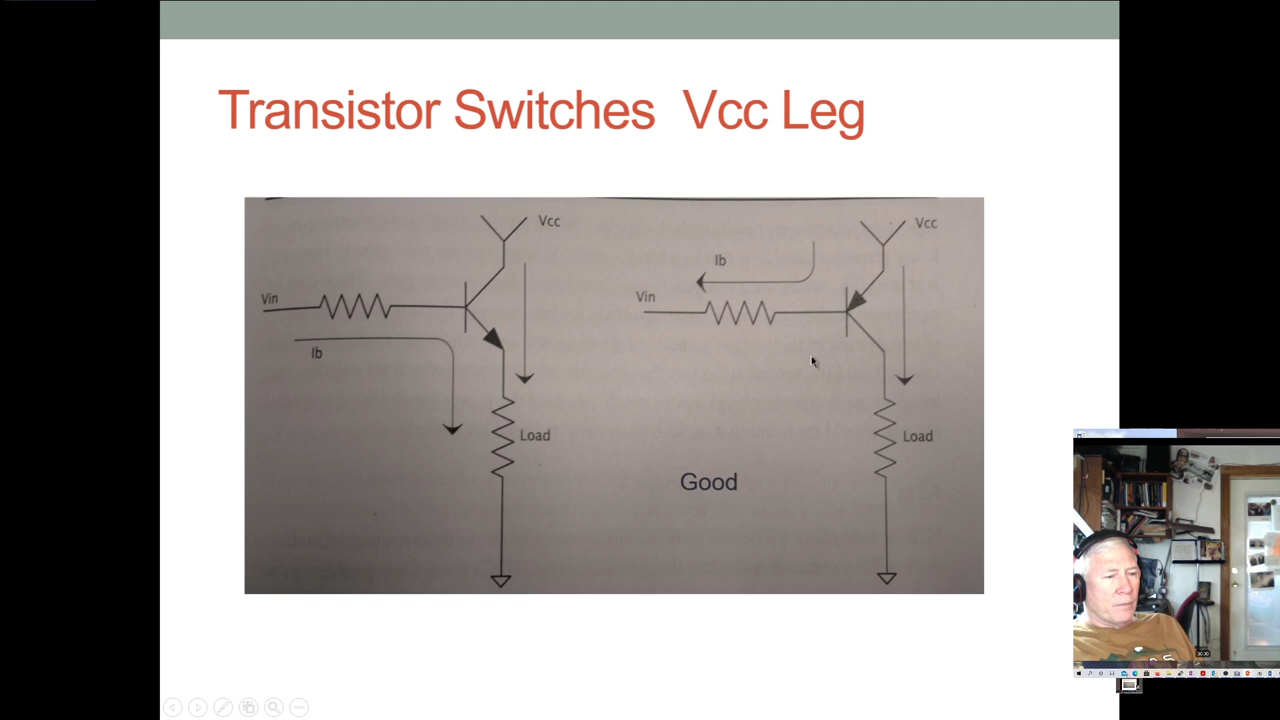 Transistor Switches Vcc Leg
Vcc
Vin
Ib
Load
Vcc
Ib
Vin
Load
Good